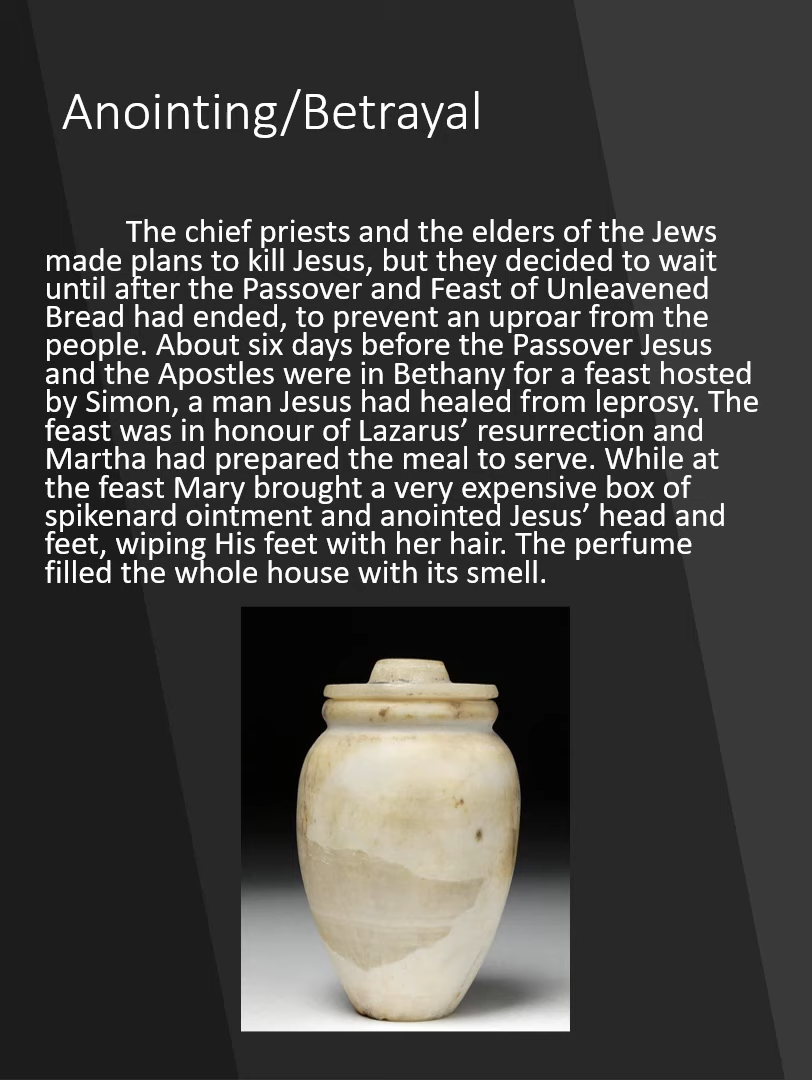 Anointing/Betrayal
The chief priests and the elders of the Jews
made plans to kill Jesus, but they decided to wait
until after the Passover and Feast of Unleavened
Bread had ended, to prevent an uproar from the
people. About six days before the Passover Jesus
and the Apostles were in Bethany for a feast hosted
by Simon, a man Jesus had healed from leprosy. The
feast was in honour of Lazarus’ resurrection and
Martha had prepared the meal to serve. While at
the feast Mary brought a very expensive box of
spikenard ointment and anointed Jesus’ head and
feet, wiping His feet with her hair. The perfume
filled the whole house with its smell.